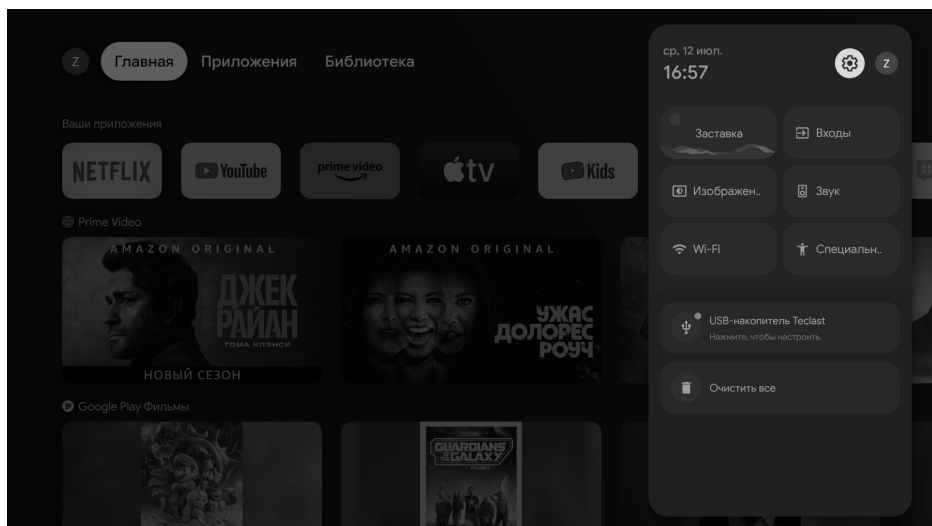 Z
Главная
Приложения
Библиотека
ср, 12 июл.
16:57
Z
Ваши приложения
NETFLIX
YouTube
prime video
tv
Kids
Заставка
Входы
Изображен..
Звук
Wi-Fi
Специальн..
Prime Video
AMAZON ORIGINAL
ДЖЕК
РАЙАН
ТОМА КЛЭНСИ
НОВЫЙ СЕЗОН
AMAZON ORIGINAL
УЖАС
ДОЛОРЕС
РОУЧ
USB-накопитель Teclast
Нажмите, чтобы настроить.
Очистить все
Google Play Фильмы
GUARDIANS
OF THE
GALAXY